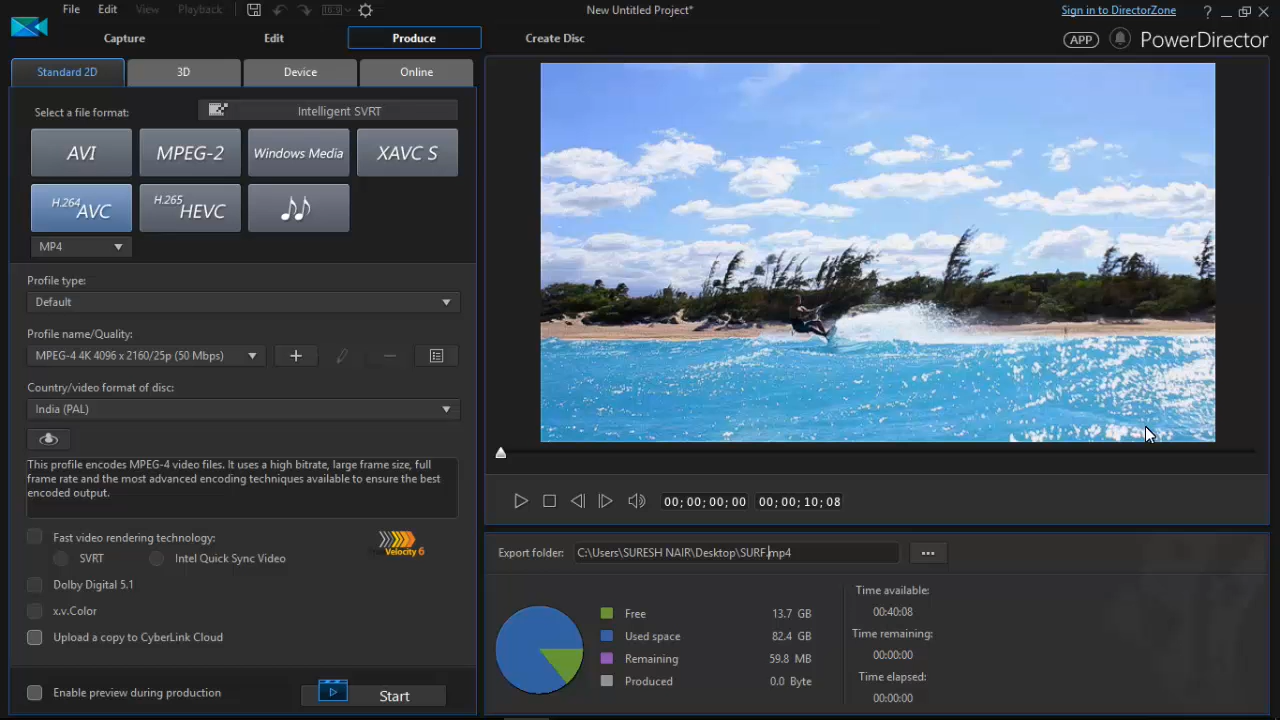 File Edit View Playback 16:9 New Untitled Project* Sign in to DirectorZone ?
Capture Edit Produce Create Disc APP PowerDirector
Standard 2D 3D Device Online
Select a file format: Intelligent SVRT
AVI MPEG-2 Windows Media XAVC S
H.264 AVC H.265 HEVC
MP4
Profile type:
Default
Profile name/Quality:
MPEG-4 4K 4096 x 2160/25p (50 Mbps)
Country/video format of disc:
India (PAL)
This profile encodes MPEG-4 video files. It uses a high bitrate, large frame size, full
frame rate and the most advanced encoding techniques available to ensure the best
encoded output.
Fast video rendering technology:
SVRT Intel Quick Sync Video
Velocity 6
Dolby Digital 5.1
x.v.Color
Upload a copy to CyberLink Cloud
Enable preview during production Start
00; 00; 00; 00 00; 00; 10; 08
Export folder: C:\Users\SURESH NAIR\Desktop\SURF.mp4 ...
Free 13.7 GB
Used space 82.4 GB
Remaining 59.8 MB
Produced 0.0 Byte
Time available:
00:40:08
Time remaining:
00:00:00
Time elapsed:
00:00:00